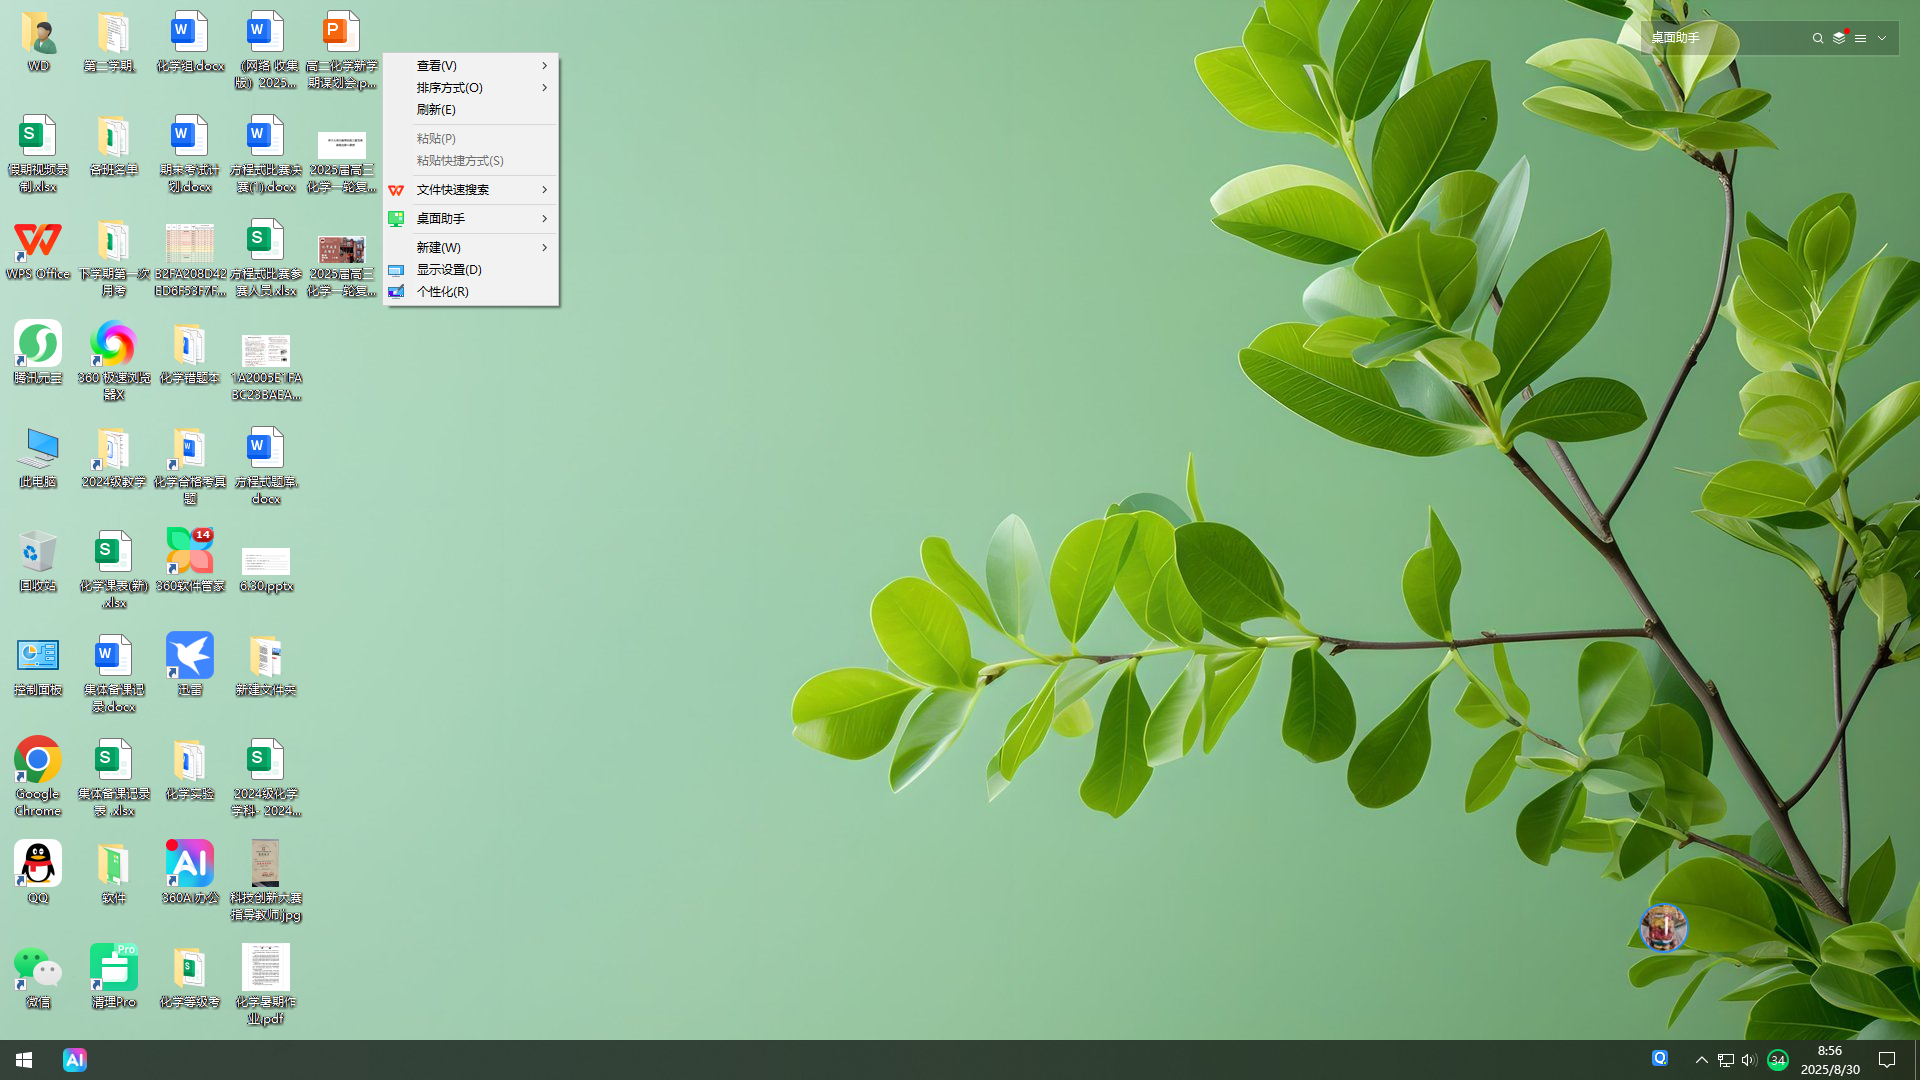 WD
第二学期、
化学组.docx
（网络 收集
版）2025...
高二化学新学
期谋划会.p...
假期视频录
制.xlsx
各班名单
期末考试计
划.docx
方程式比赛决
赛(1).docx
2025届高三
化学一轮复...
WPS Office
下学期第一次
月考
B2FA208D42
ED6F53F7F...
方程式比赛参
赛人员.xlsx
2025届高三
化学一轮复...
腾讯元宝
360 极速浏览
器X
化学错题本
1A2005E1FA
BC23BAEA...
此电脑
2024级教学
化学合格考真
题
方程式题库.
docx
回收站
化学课表(新)
.xlsx
14
360软件管家
6.30.pptx
控制面板
集体备课记
录.docx
迅雷
新建文件夹
Google
Chrome
集体备课记录
表 .xlsx
化学实验
2024级化学
学科- 2024...
QQ
软件
AI
360AI办公
科技创新大赛
指导教师.jpg
微信
Pro
清理Pro
化学等级考
化学暑期作
业.pdf
查看(V)
排序方式(O)
刷新(E)
粘贴(P)
粘贴快捷方式(S)
文件快速搜索
桌面助手
新建(W)
显示设置(D)
个性化(R)
桌面助手
AI
34
8:56
2025/8/30